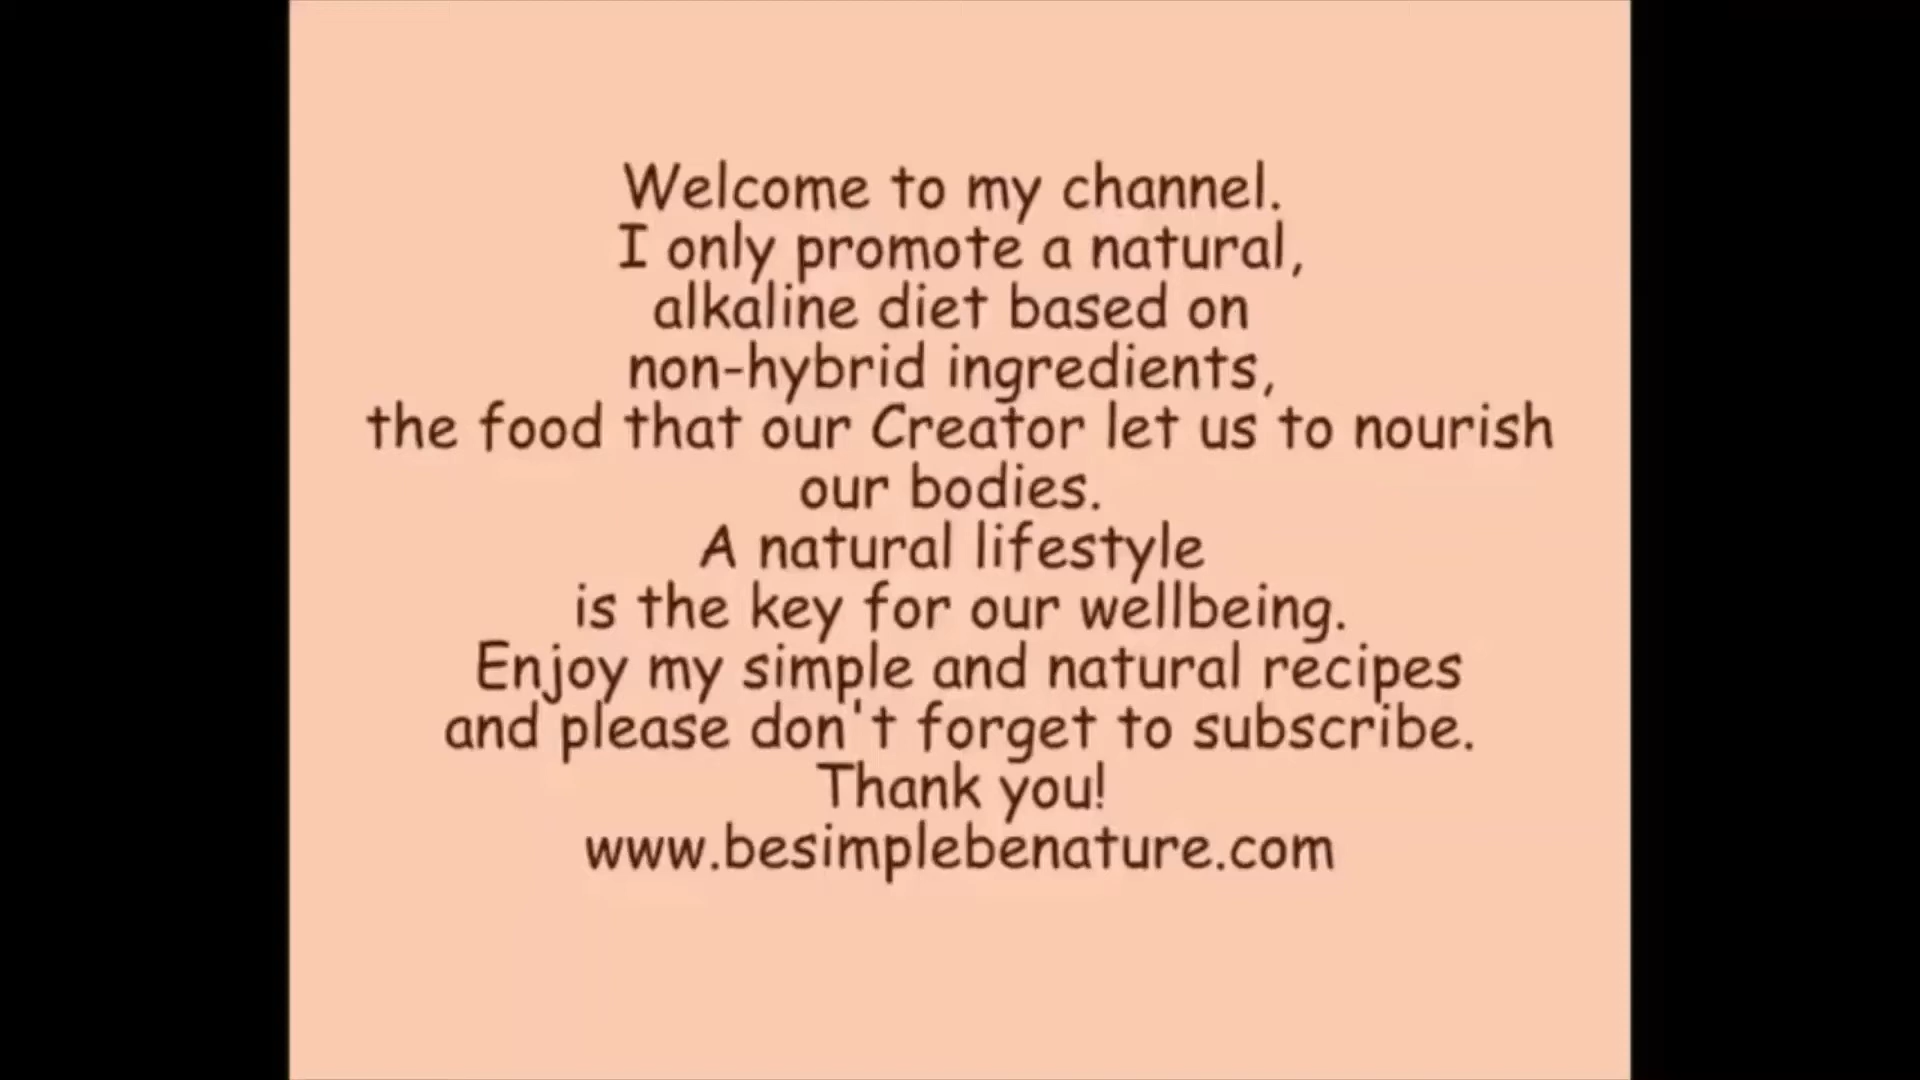 Welcome to my channel.
I only promote a natural,
alkaline diet based on
non-hybrid ingredients,
the food that our Creator let us to nourish
our bodies.
A natural lifestyle
is the key for our wellbeing.
Enjoy my simple and natural recipes
and please don't forget to subscribe.
Thank you!
www.besimplebenature.com